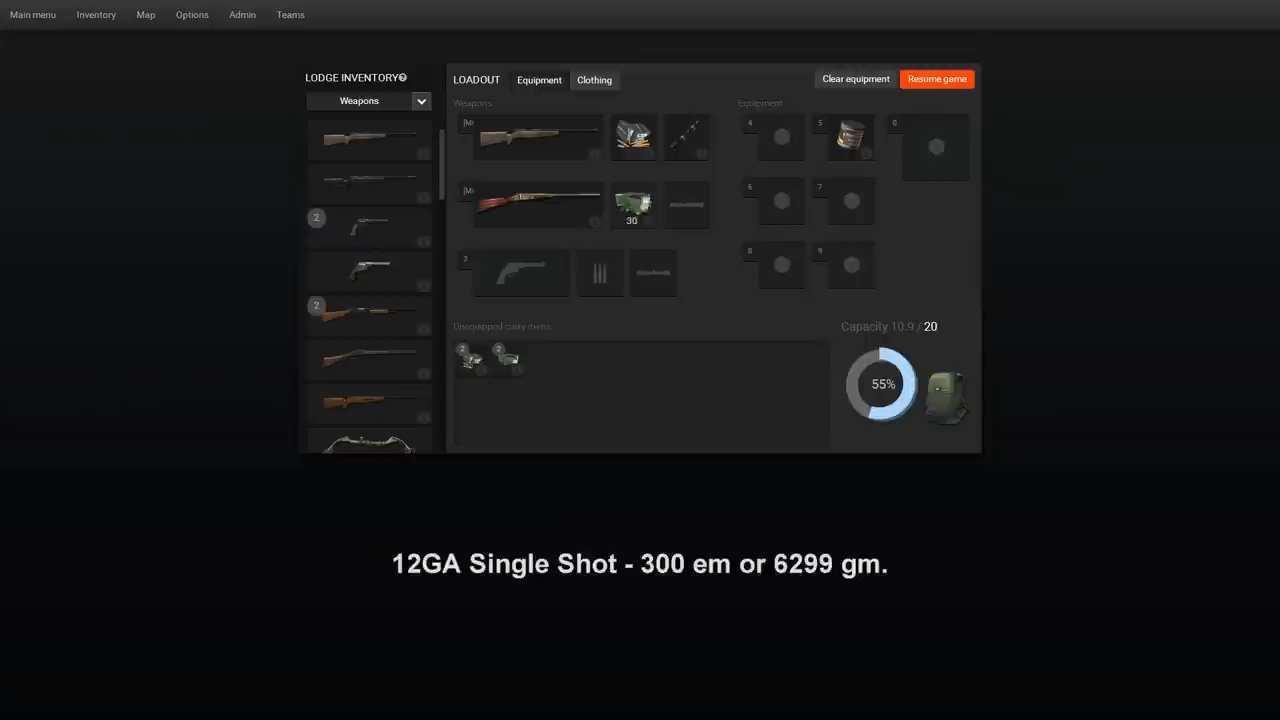 Main menu Inventory Map Options Admin Teams
LODGE INVENTORY
Weapons
2
2
LOADOUT Equipment Clothing Clear equipment Resume game
Weapons Equipment
4 5 0
30
6 7
3
8 9
Unequipped carry items
2 2
Capacity 10.9 / 20
55%
12GA Single Shot - 300 em or 6299 gm.